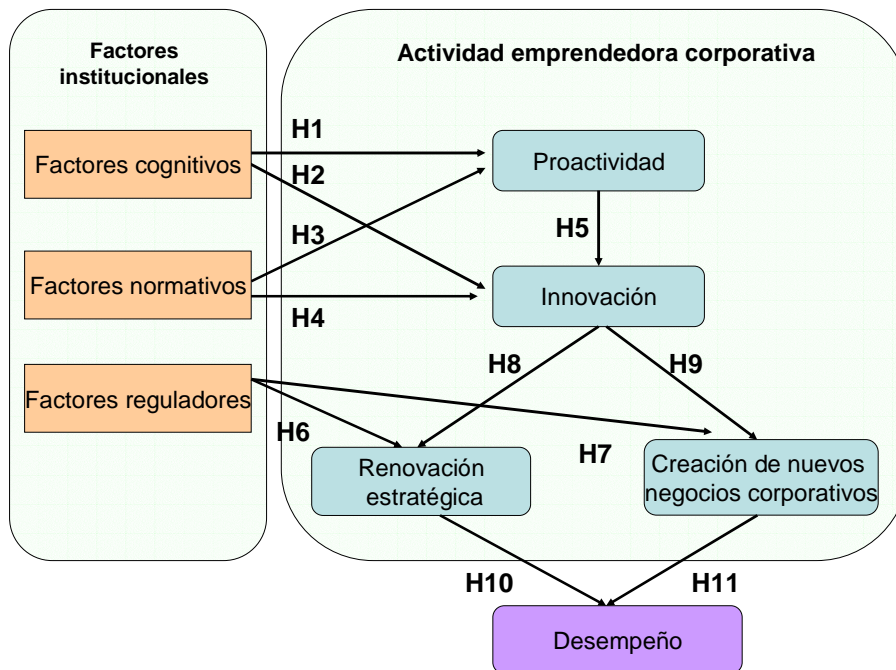 Factores
institucionales
Actividad emprendedora corporativa
H1
Factores cognitivos
Proactividad
H2
H3
H5
Factores normativos
Innovación
H4
H8
H9
Factores reguladores
H6
H7
Renovación
estratégica
Creación de nuevos
negocios corporativos
H10
H11
Desempeño